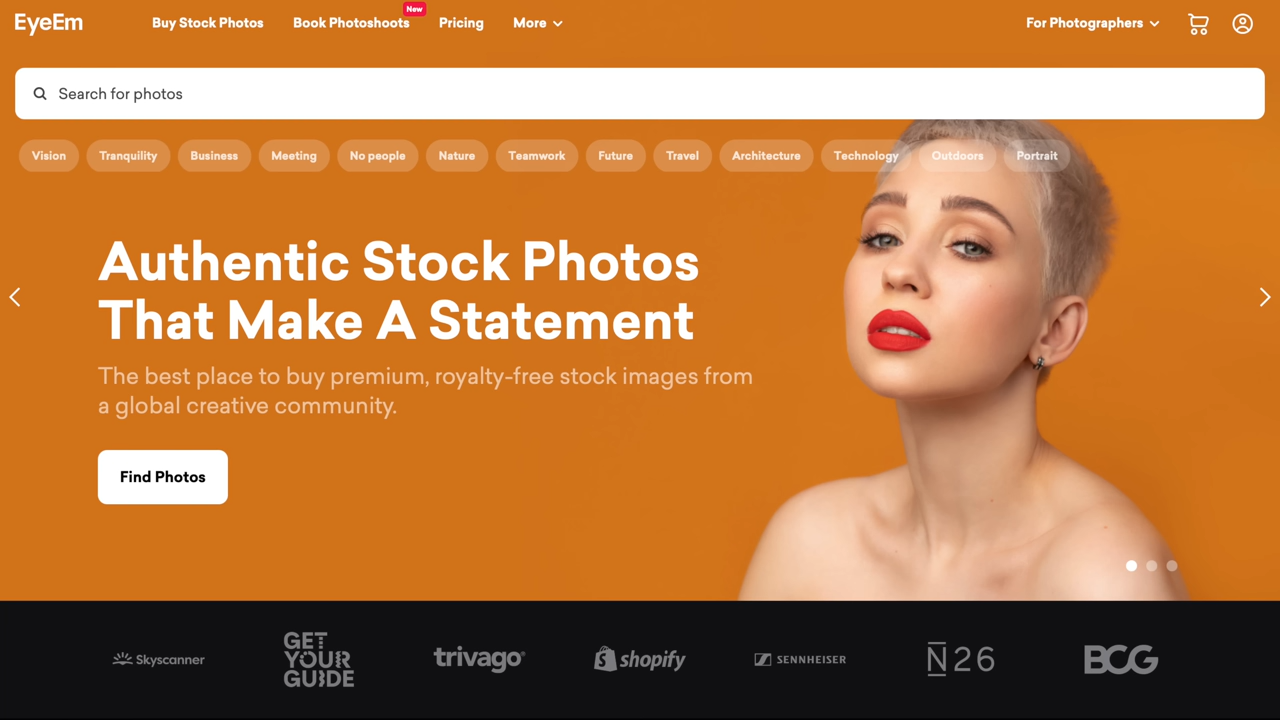 EyeEm
Buy Stock Photos
Book Photoshoots
New
Pricing
More
For Photographers
Search for photos
Vision
Tranquility
Business
Meeting
No people
Nature
Teamwork
Future
Travel
Architecture
Technology
Outdoors
Portrait
Authentic Stock Photos
That Make A Statement
The best place to buy premium, royalty-free stock images from
a global creative community.
Find Photos
Skyscanner
GET
YOUR
GUIDE
trivago®
shopify
SENNHEISER
N26
BCG